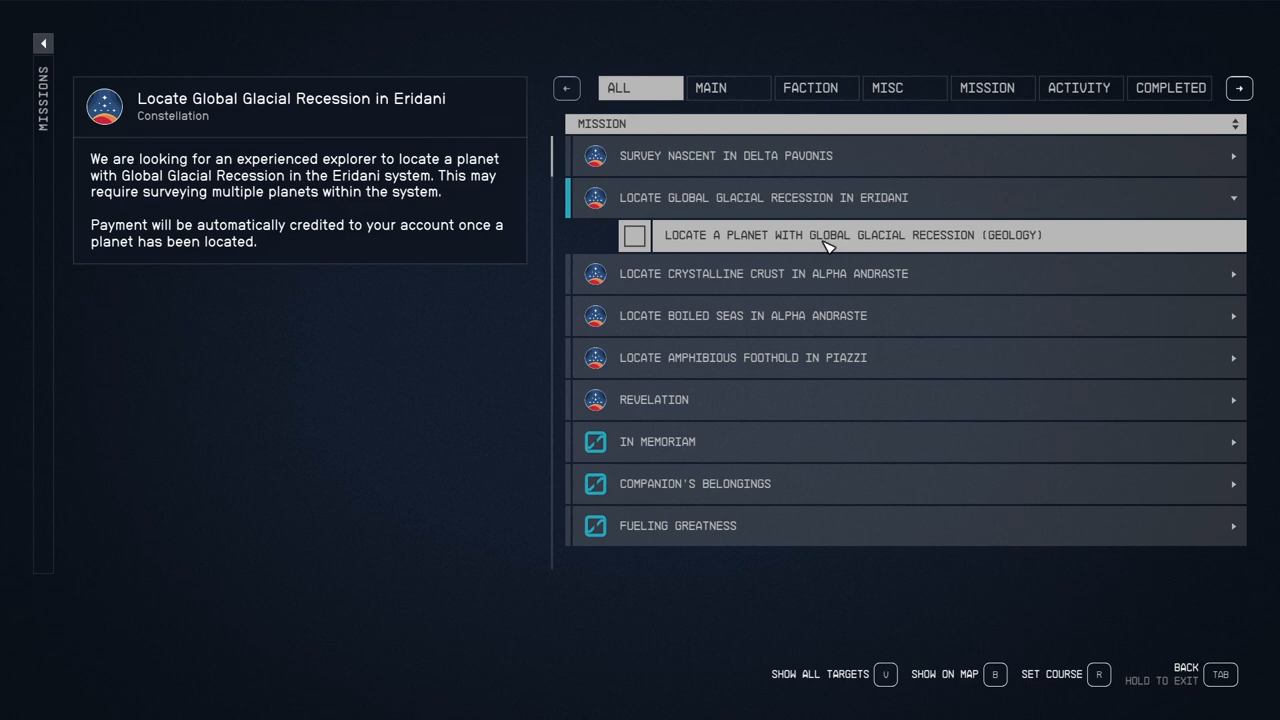 MISSIONS
Locate Global Glacial Recession in Eridani
Constellation
We are looking for an experienced explorer to locate a planet
with Global Glacial Recession in the Eridani system. This may
require surveying multiple planets within the system.
Payment will be automatically credited to your account once a
planet has been located.
ALL MAIN FACTION MISC MISSION ACTIVITY COMPLETED
MISSION
SURVEY NASCENT IN DELTA PAVONIS
LOCATE GLOBAL GLACIAL RECESSION IN ERIDANI
LOCATE A PLANET WITH GLOBAL GLACIAL RECESSION (GEOLOGY)
LOCATE CRYSTALLINE CRUST IN ALPHA ANDRASTE
LOCATE BOILED SEAS IN ALPHA ANDRASTE
LOCATE AMPHIBIOUS FOOTHOLD IN PIAZZI
REVELATION
IN MEMORIAM
COMPANION'S BELONGINGS
FUELING GREATNESS
SHOW ALL TARGETS V SHOW ON MAP B SET COURSE R BACK
HOLD TO EXIT TAB